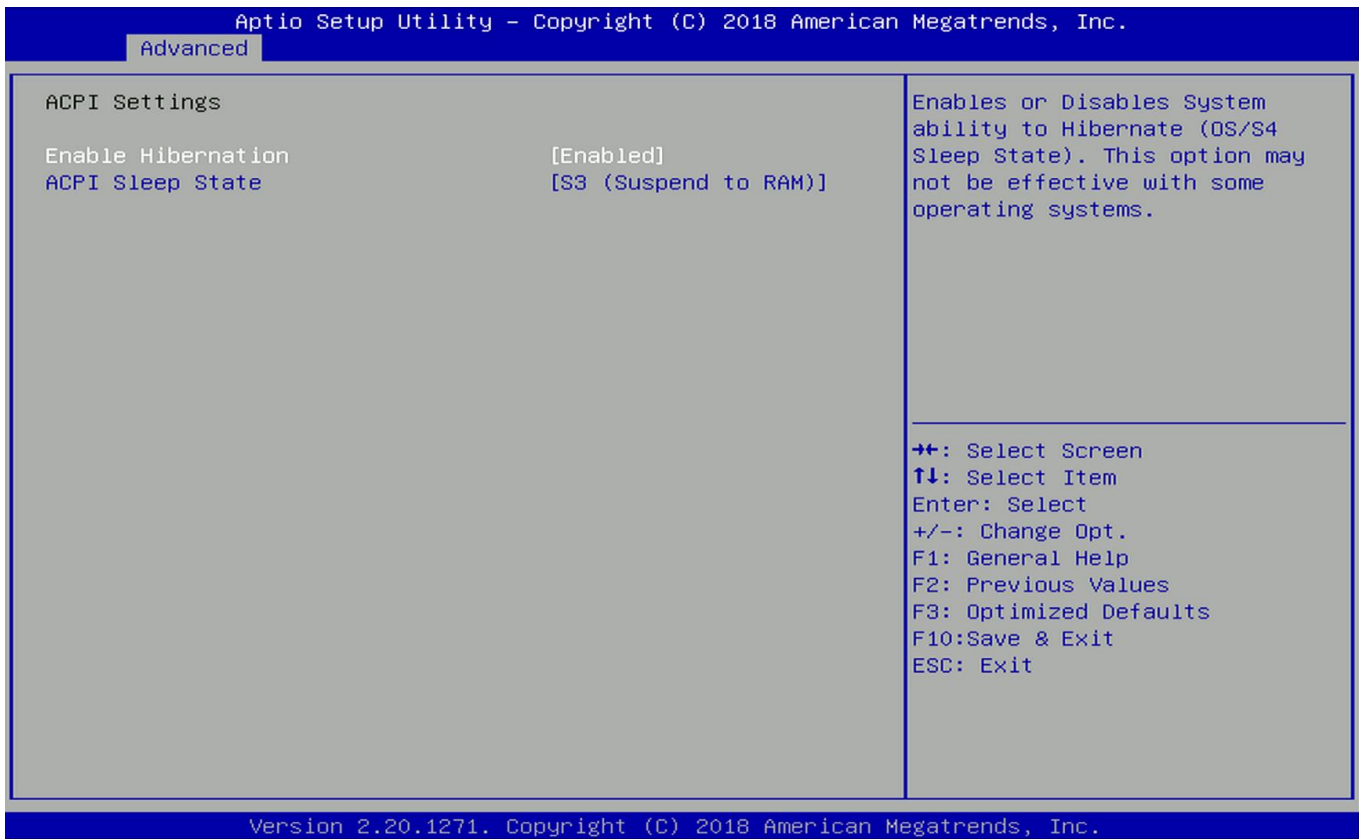 Aptio Setup Utility – Copyright (C) 2018 American Megatrends, Inc.
Advanced
ACPI Settings
Enable Hibernation [Enabled]
ACPI Sleep State [S3 (Suspend to RAM)]
Enables or Disables System
ability to Hibernate (OS/S4
Sleep State). This option may
not be effective with some
operating systems.
→←: Select Screen
↑↓: Select Item
Enter: Select
+/-: Change Opt.
F1: General Help
F2: Previous Values
F3: Optimized Defaults
F10:Save & Exit
ESC: Exit
Version 2.20.1271. Copyright (C) 2018 American Megatrends, Inc.